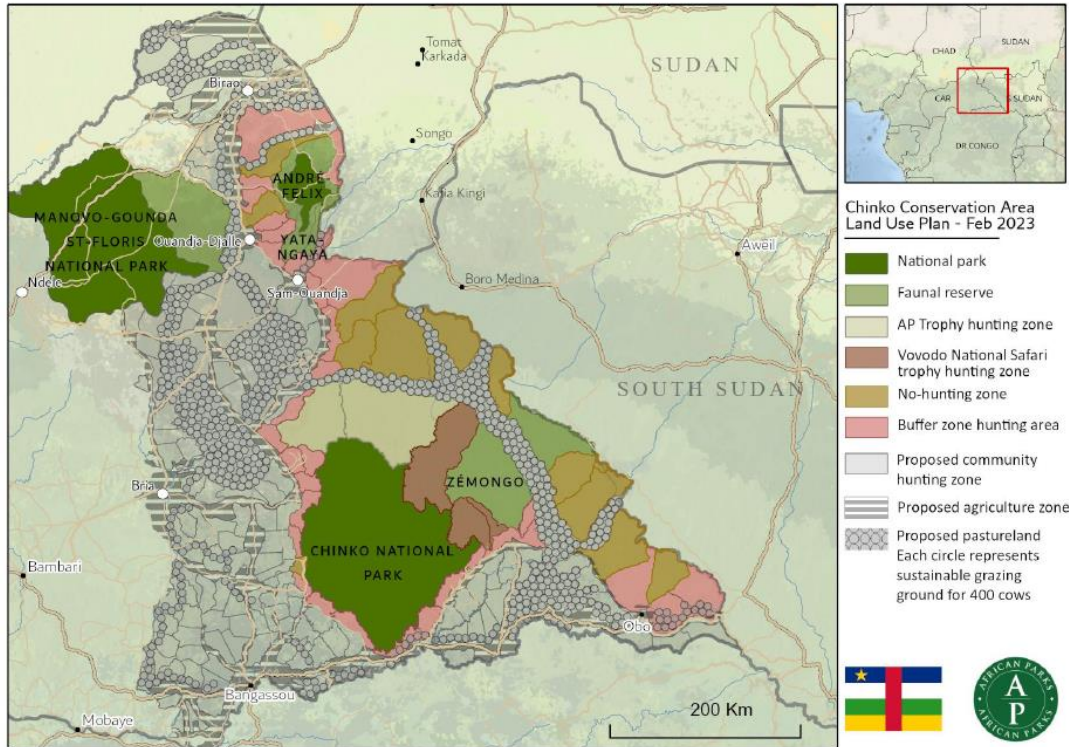 Tomat
Karkada
SUDAN
Birao
Songo
ANDRÉ
FÉLIX
Kafia Kingi
MANOVO-GOUNDA
ST-FLORIS
NATIONAL PARK
Ouandja-Djalle
YATA-
NGAYA
Aweil
Ndele
Sam-Ouandja
Boro Medina
SOUTH SUDAN
ZÉMONGO
Bria
CHINKO NATIONAL
PARK
Bambari
Obo
Bangassou
Mobaye
200 Km
CHAD
SUDAN
CAR
S SUDAN
DR CONGO
Chinko Conservation Area
Land Use Plan - Feb 2023
National park
Faunal reserve
AP Trophy hunting zone
Vovodo National Safari
trophy hunting zone
No-hunting zone
Buffer zone hunting area
Proposed community
hunting zone
Proposed agriculture zone
Proposed pastureland
Each circle represents
sustainable grazing
ground for 400 cows
AFRICAN PARKS
AP
AFRICAN PARKS